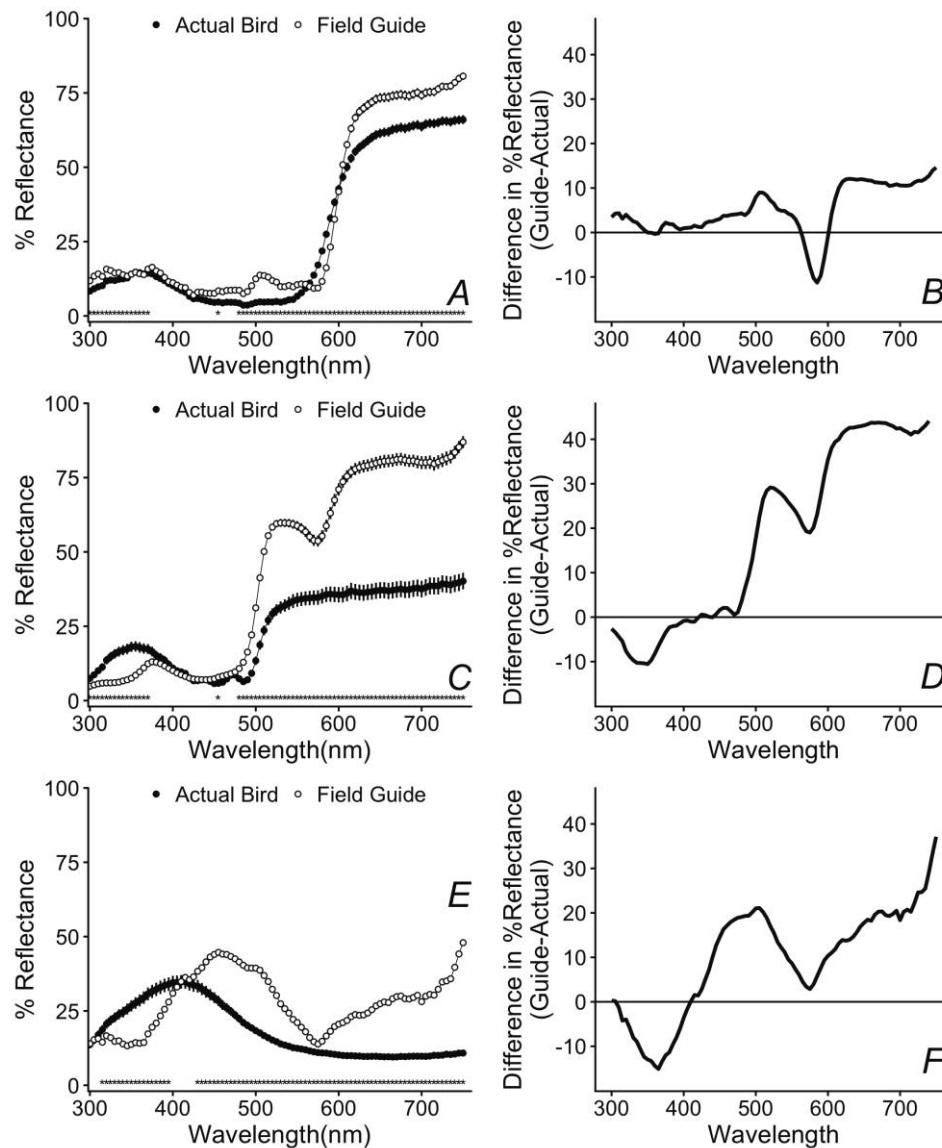 ● Actual Bird ○ Field Guide
% Reflectance
100
75
50
25
0
300 400 500 600 700
Wavelength(nm)
A
Difference in %Reflectance
(Guide-Actual)
40
30
20
10
0
-10
300 400 500 600 700
Wavelength
B
● Actual Bird ○ Field Guide
% Reflectance
100
75
50
25
0
300 400 500 600 700
Wavelength(nm)
C
Difference in %Reflectance
(Guide-Actual)
40
30
20
10
0
-10
300 400 500 600 700
Wavelength
D
● Actual Bird ○ Field Guide
% Reflectance
100
75
50
25
0
300 400 500 600 700
Wavelength(nm)
E
Difference in %Reflectance
(Guide-Actual)
40
30
20
10
0
-10
300 400 500 600 700
Wavelength
F